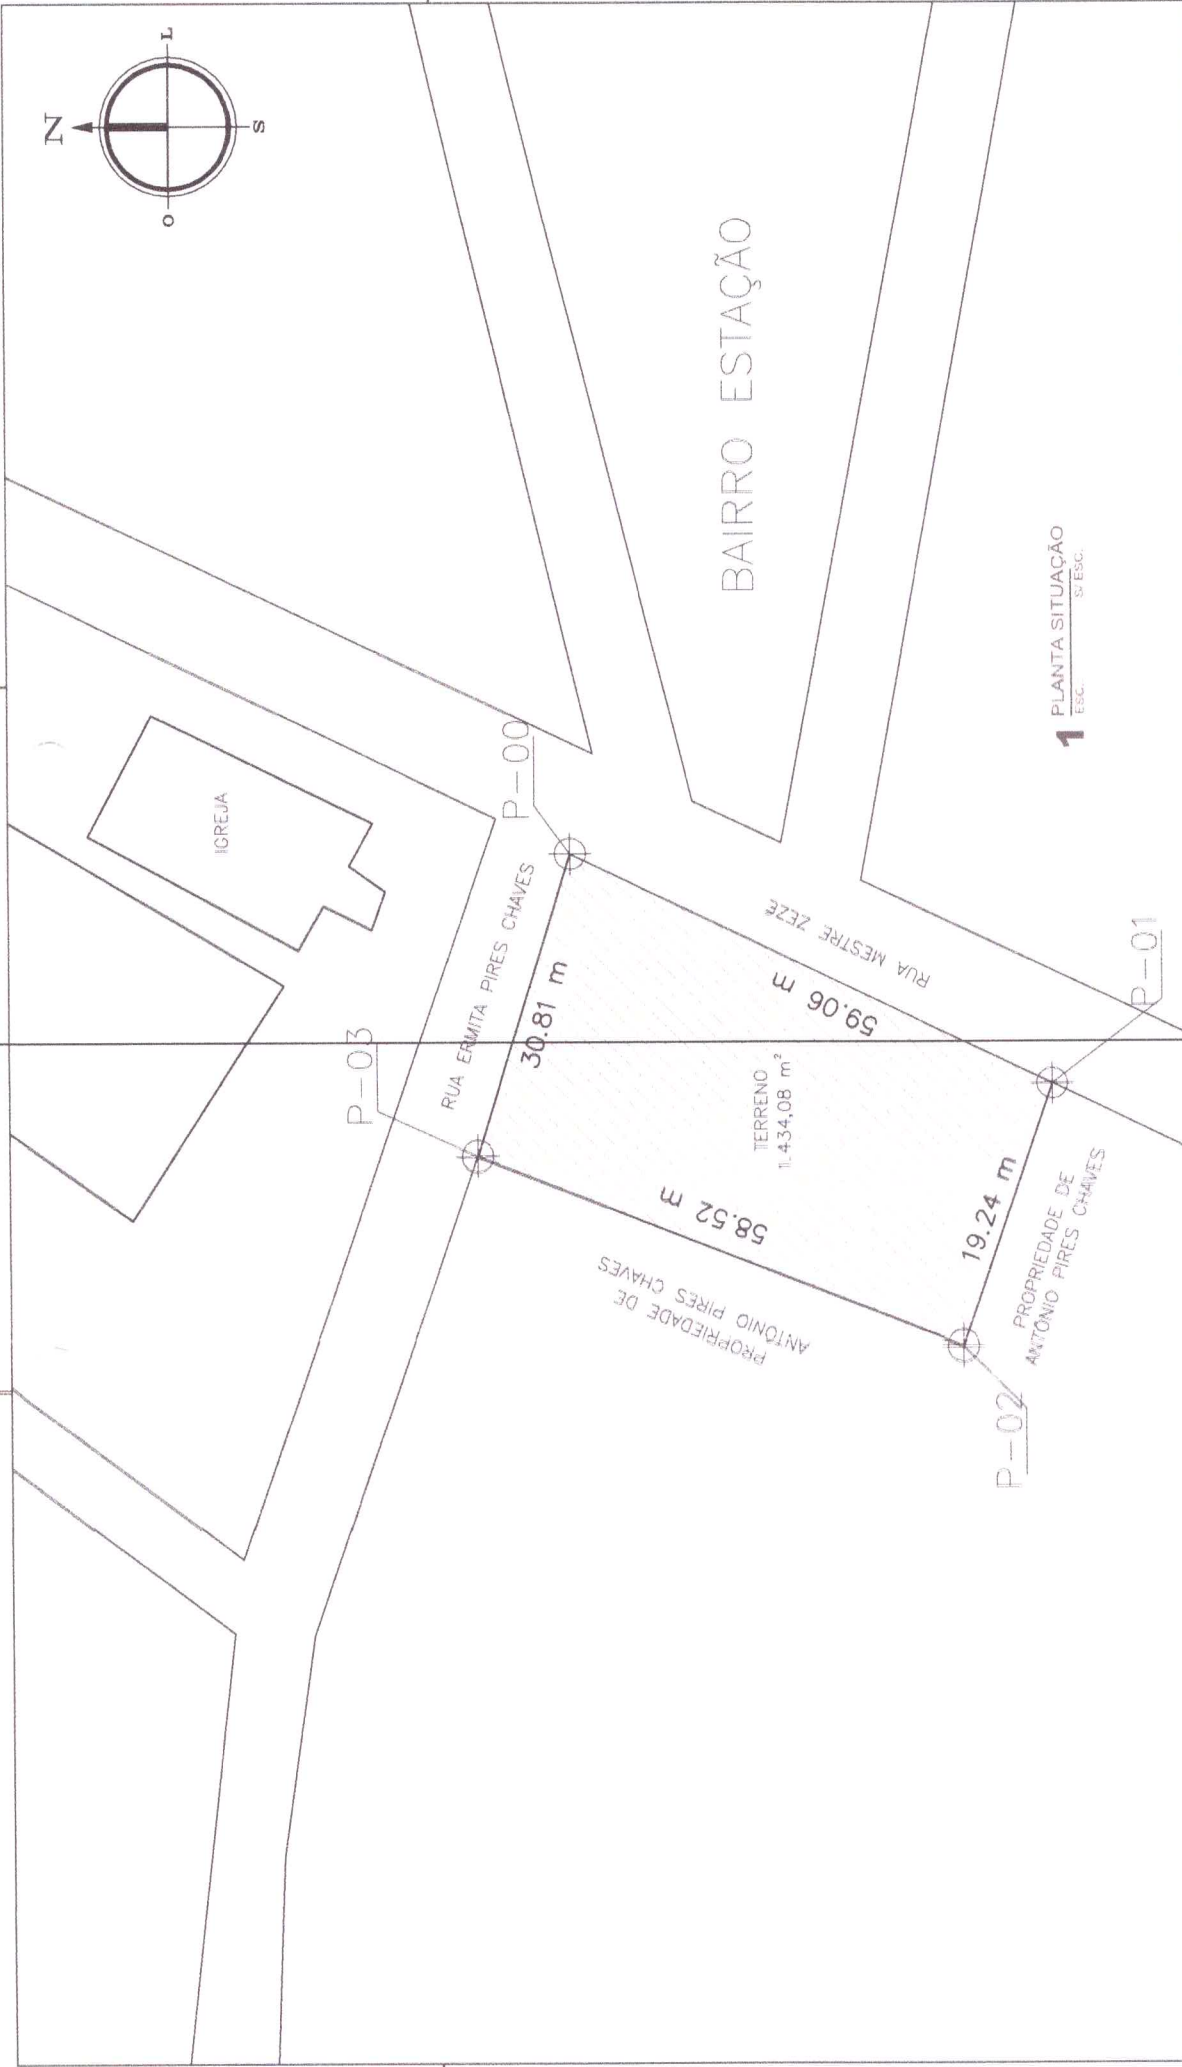 N
L
O
S
IGREJA
BAIRRO ESTAÇÃO
P-00
P-03
RUA ERMITA PIRES CHAVES
30.81 m
RUA MESTRE ZEZE
59.06 m
TERRENO
1.434,08 m²
58.52 m
PROPRIEDADE DE
ANTÔNIO PIRES CHAVES
19.24 m
PROPRIEDADE DE
ANTÔNIO PIRES CHAVES
P-01
P-02
1 PLANTA SITUAÇÃO
ESC. S/ ESC.